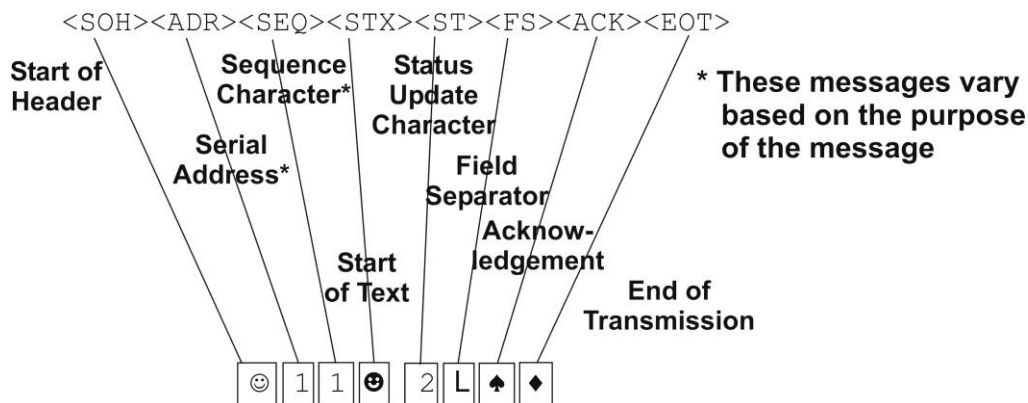 <SOH><ADR><SEQ><STX><ST><FS><ACK><EOT>
Start of
Header
Serial
Address*
Sequence
Character*
Start
of Text
Status
Update
Character
Field
Separator
Acknow-
ledgement
End of
Transmission
* These messages vary
based on the purpose
of the message
☺ 1 1 ☻ 2 L ♠ ♦